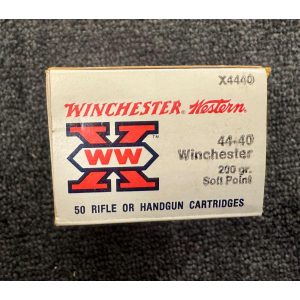 X4440
WINCHESTER Western
X
WW
44-40
Winchester
200 gr.
Soft Point
50 RIFLE OR HANDGUN CARTRIDGES